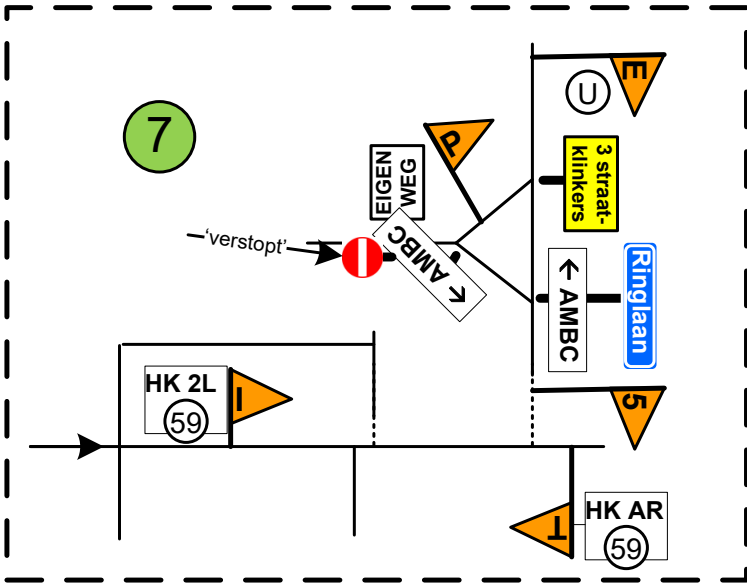 7
E
U
P
3 straat-
klinkers
EIGEN
WEG
'verstopt'
← AMBC
← AMBC
Ringlaan
HK 2L
59
I
5
T
HK AR
59